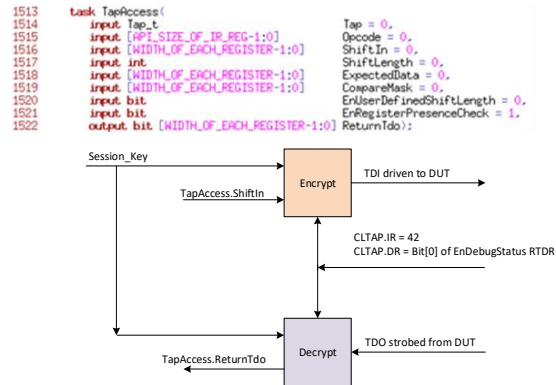 1513 task TapAccess(
1514 input Tap_t Tap = 0,
1515 input [API_SIZE_OF_IR_REG-1:0] Opcode = 0,
1516 input [WIDTH_OF_EACH_REGISTER-1:0] ShiftIn = 0,
1517 input int ShiftLength = 0,
1518 input [WIDTH_OF_EACH_REGISTER-1:0] ExpectedData = 0,
1519 input [WIDTH_OF_EACH_REGISTER-1:0] CompareMask = 0,
1520 input bit EnUserDefinedShiftLength = 0,
1521 input bit EnRegisterPresenceCheck = 1,
1522 output bit [WIDTH_OF_EACH_REGISTER-1:0] ReturnTdo);
Session_Key
Encrypt
TDI driven to DUT
TapAccess.ShiftIn
CLTAP.IR = 42
CLTAP.DR = Bit[0] of EnDebugStatus RTDR
Decrypt
TDO strobed from DUT
TapAccess.ReturnTdo